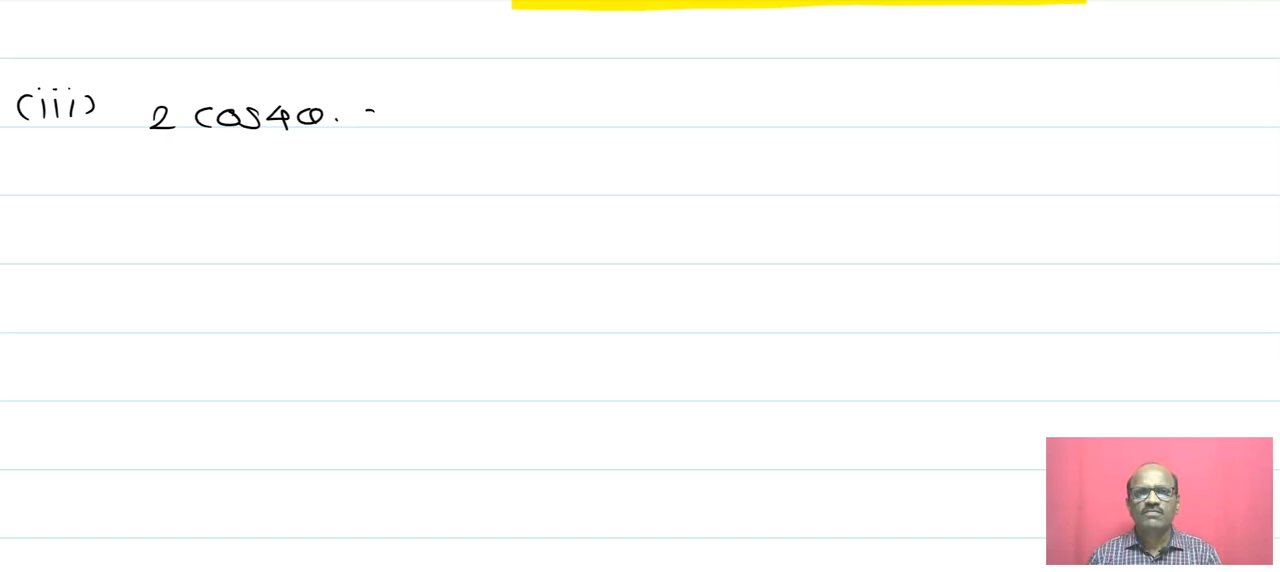 (iii) 2 cos4θ. -